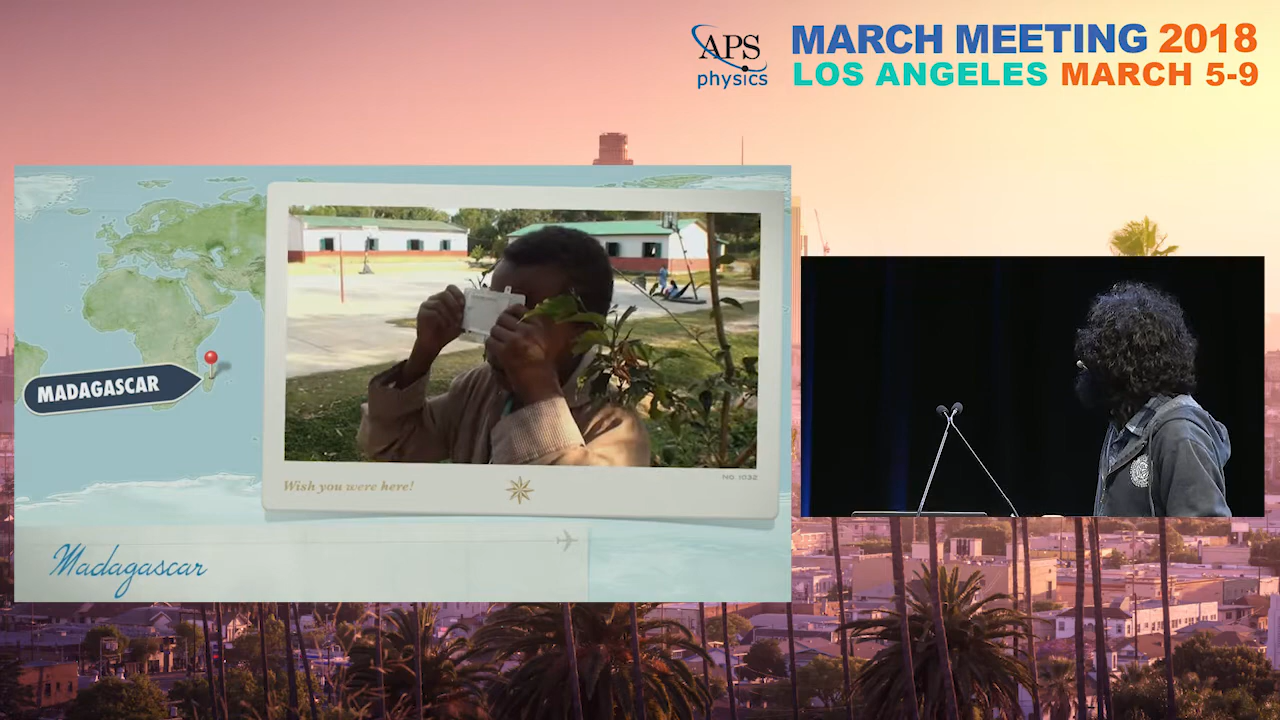 APS
physics
MARCH MEETING 2018
LOS ANGELES MARCH 5-9
MADAGASCAR
Wish you were here!
NO 1032
Madagascar